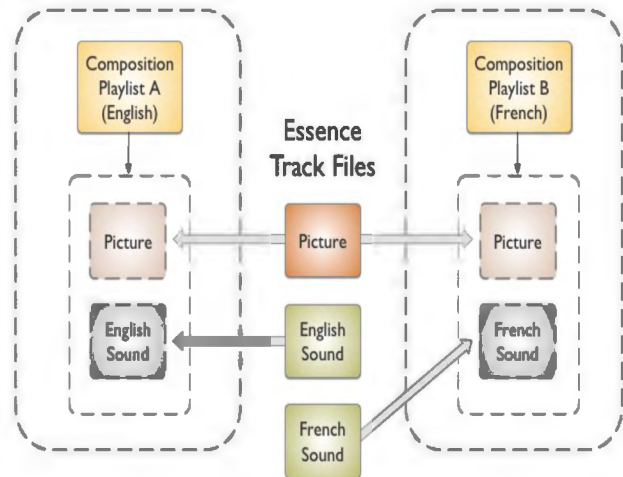 Composition
Playlist A
(English)
Picture
English
Sound
Essence
Track Files
Picture
English
Sound
French
Sound
Composition
Playlist B
(French)
Picture
French
Sound